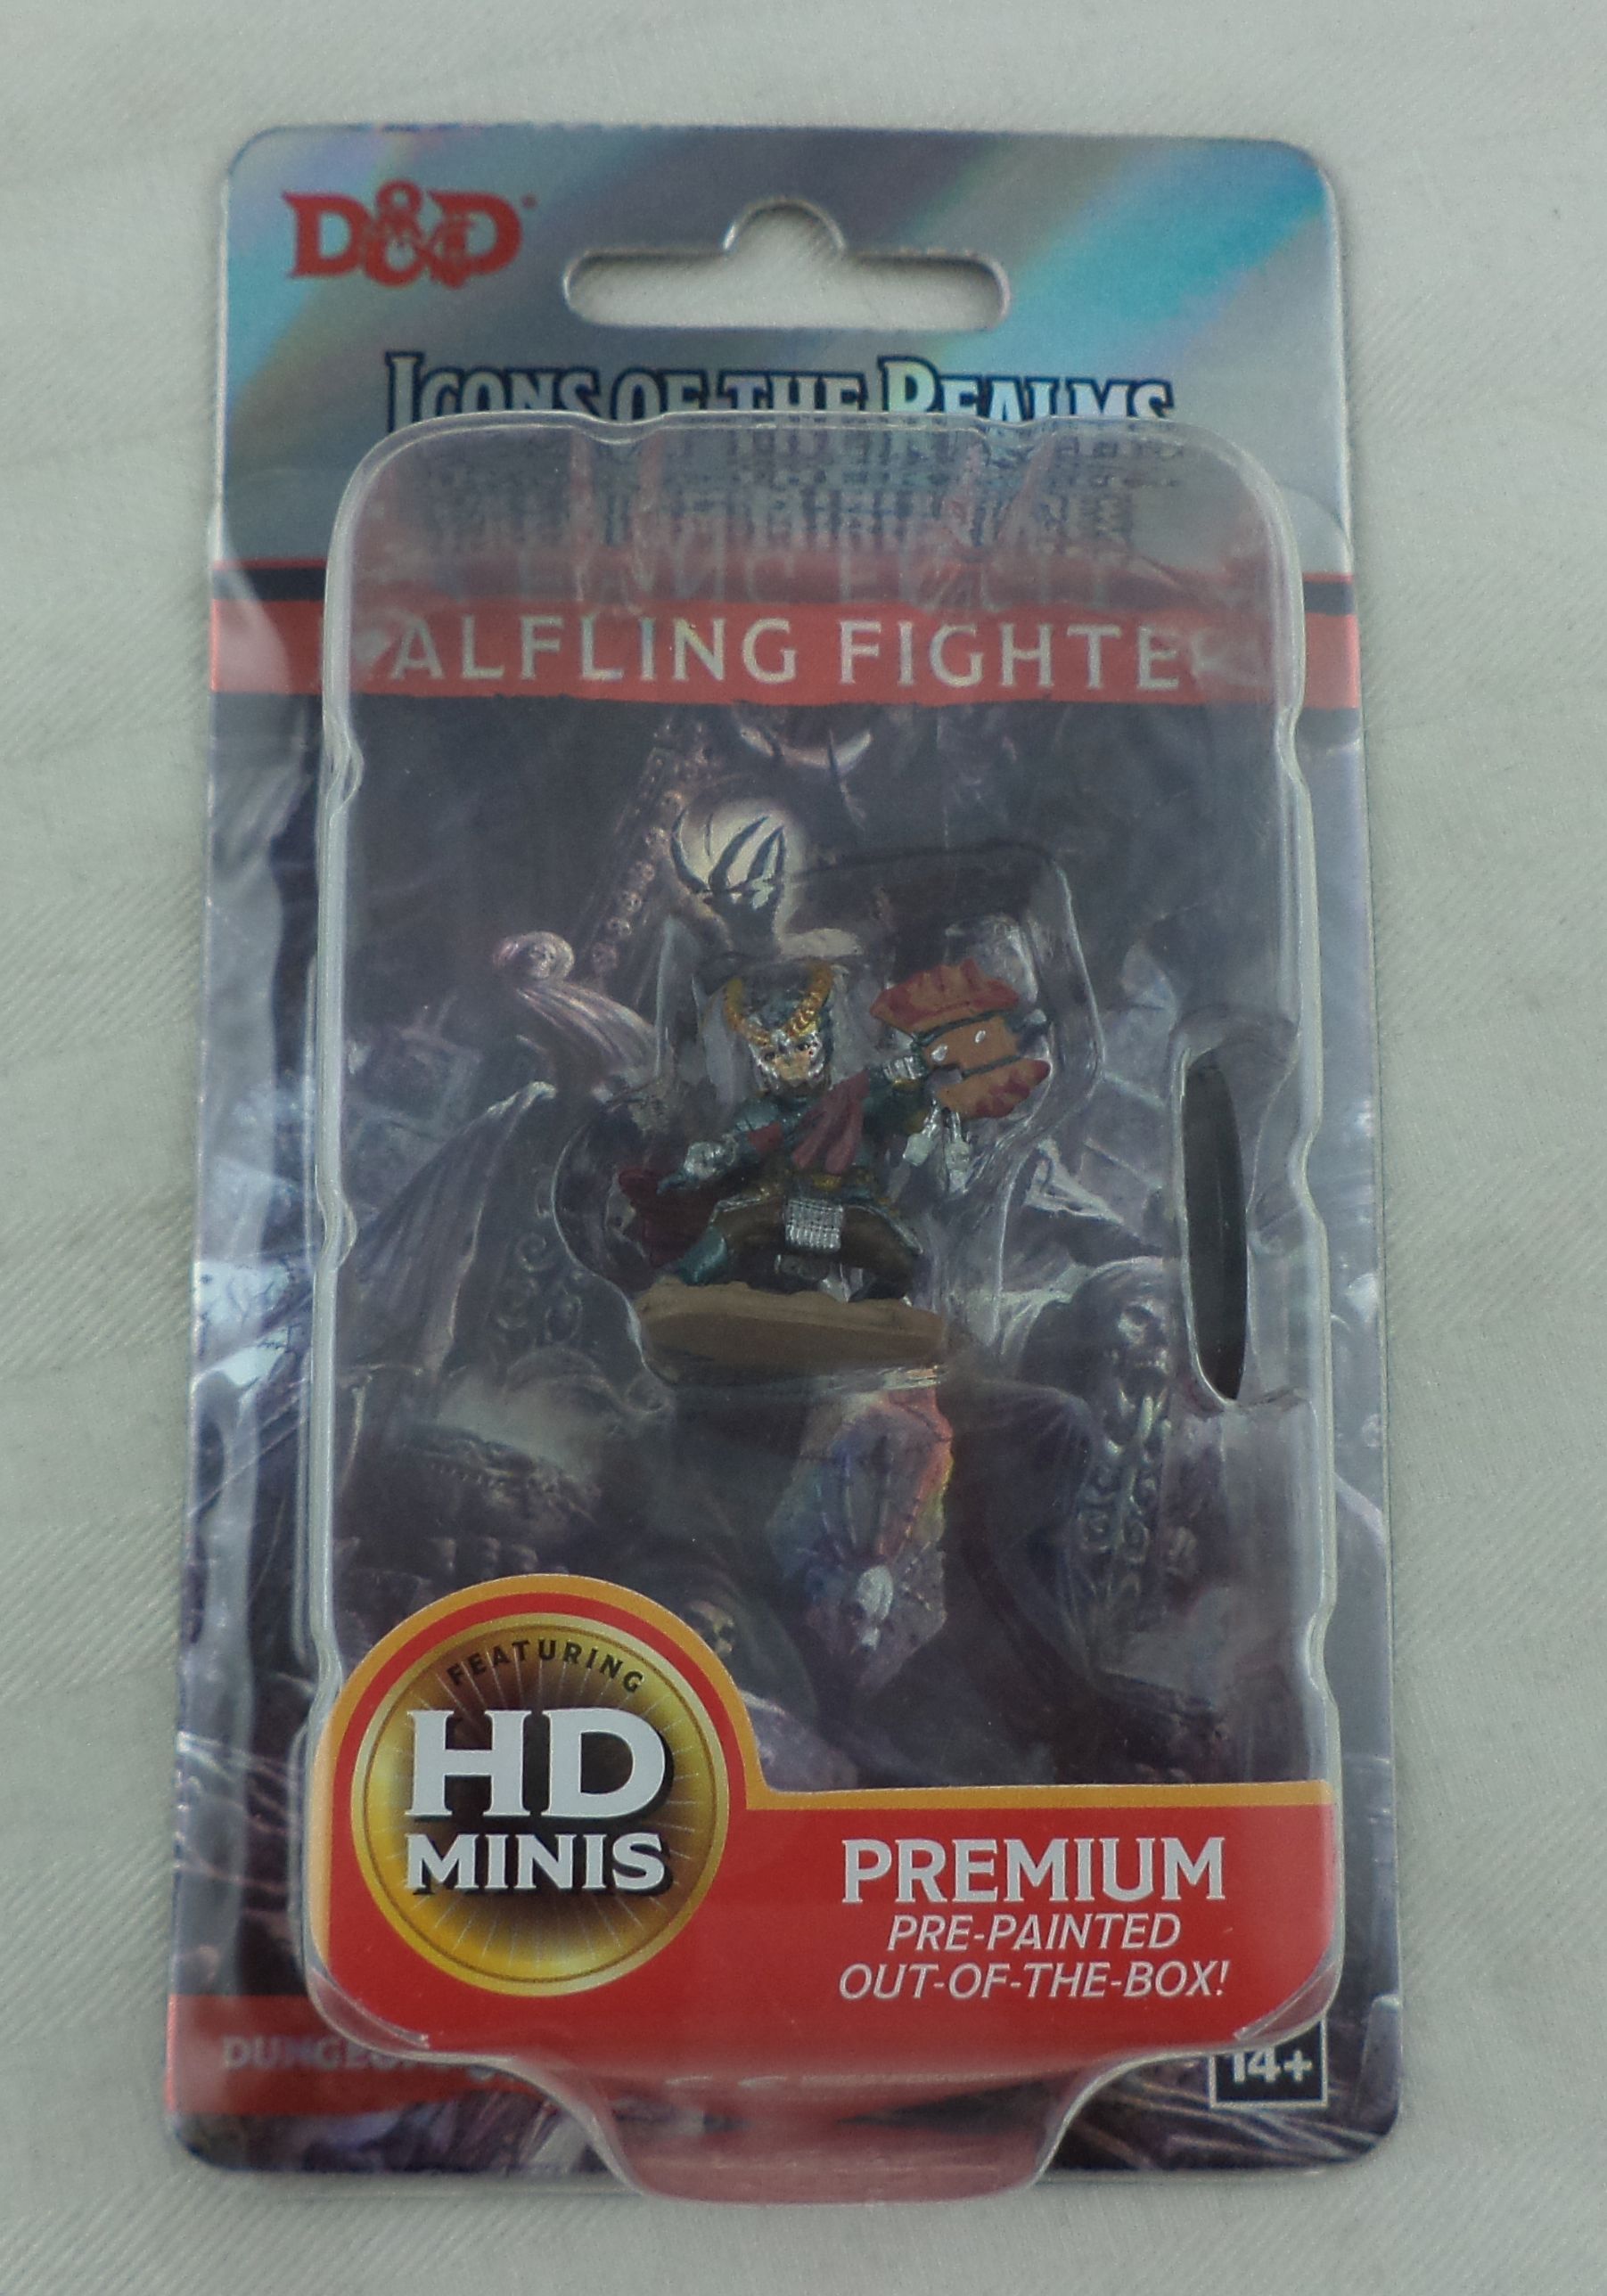 D&D
ICONS OF THE REALMS
ALFLING FIGHTE
FEATURING
HD
MINIS
PREMIUM
PRE-PAINTED
OUT-OF-THE-BOX!
14+